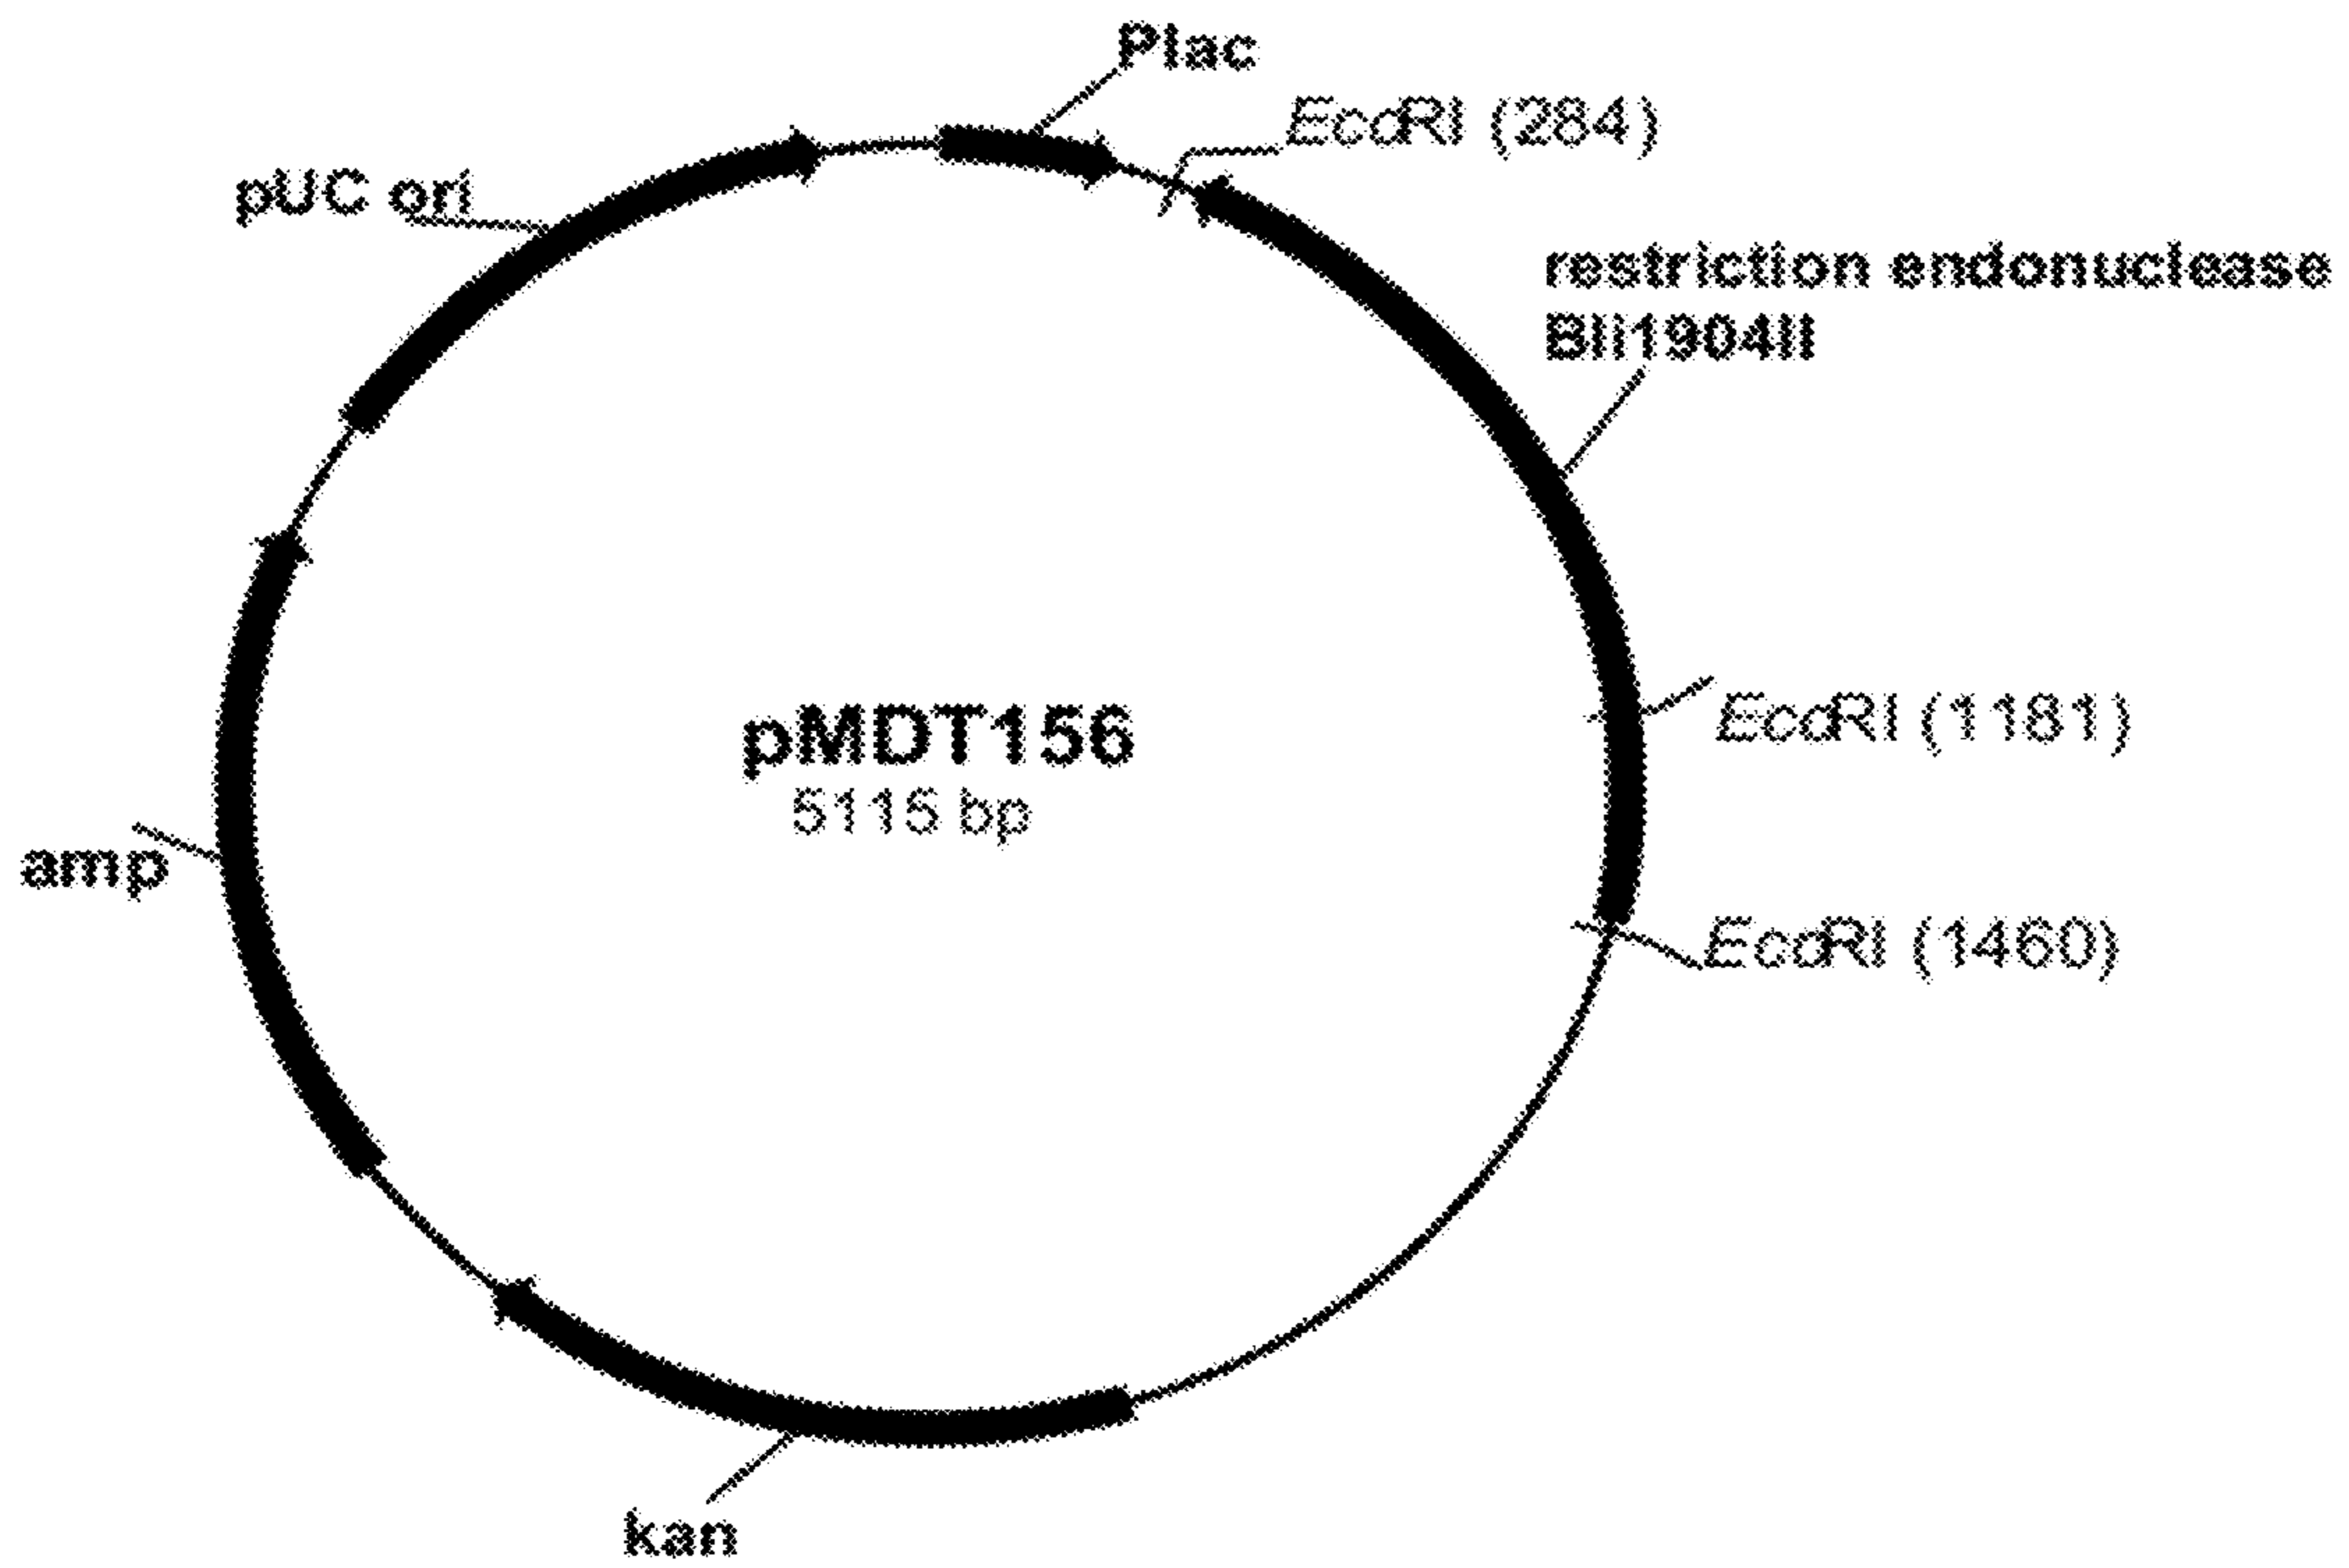 Plac
EcoRI (284)
pUC ori
restriction endonuclease
Bli1904II
EcoRI (1181)
pMDT156
5115 bp
amp
EcoRI (1460)
kan